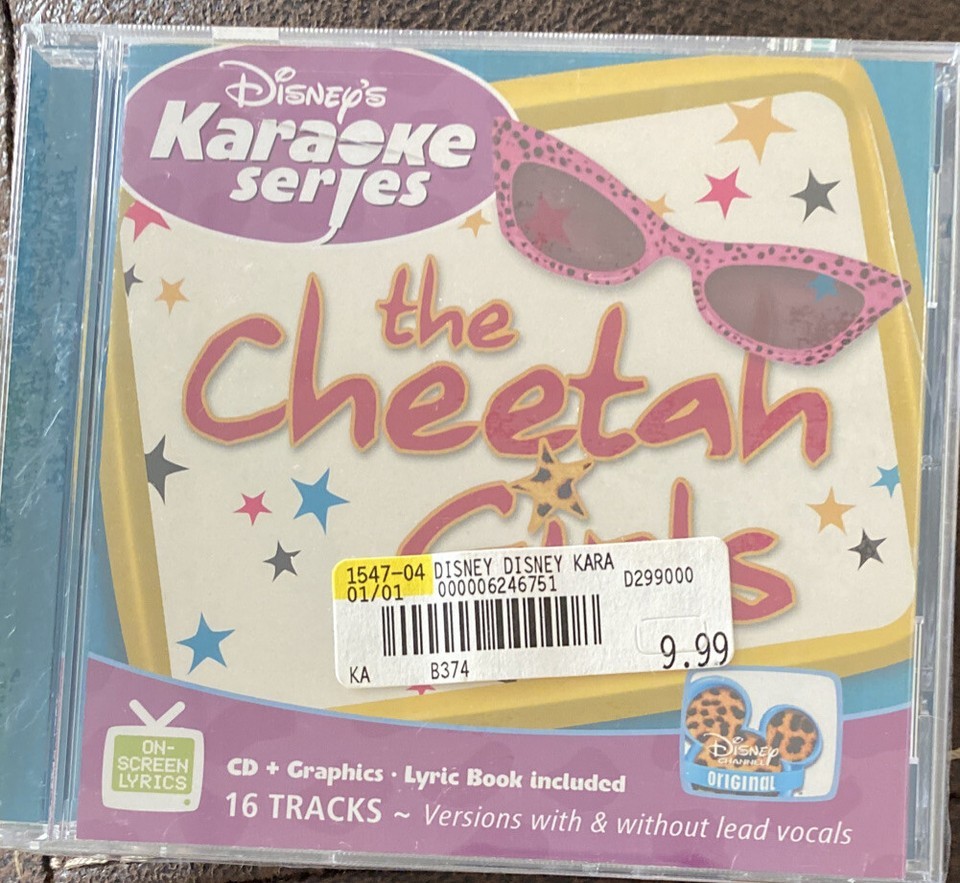 Disney's
Karaoke
series
the
Cheetah
Girls
1547-04 DISNEY DISNEY KARA
01/01 000006246751 D299000
9.99
KA B374
ON-
SCREEN
LYRICS
Disney
CHANNEL
ORIGINAL
CD + Graphics · Lyric Book included
16 TRACKS ~ Versions with & without lead vocals